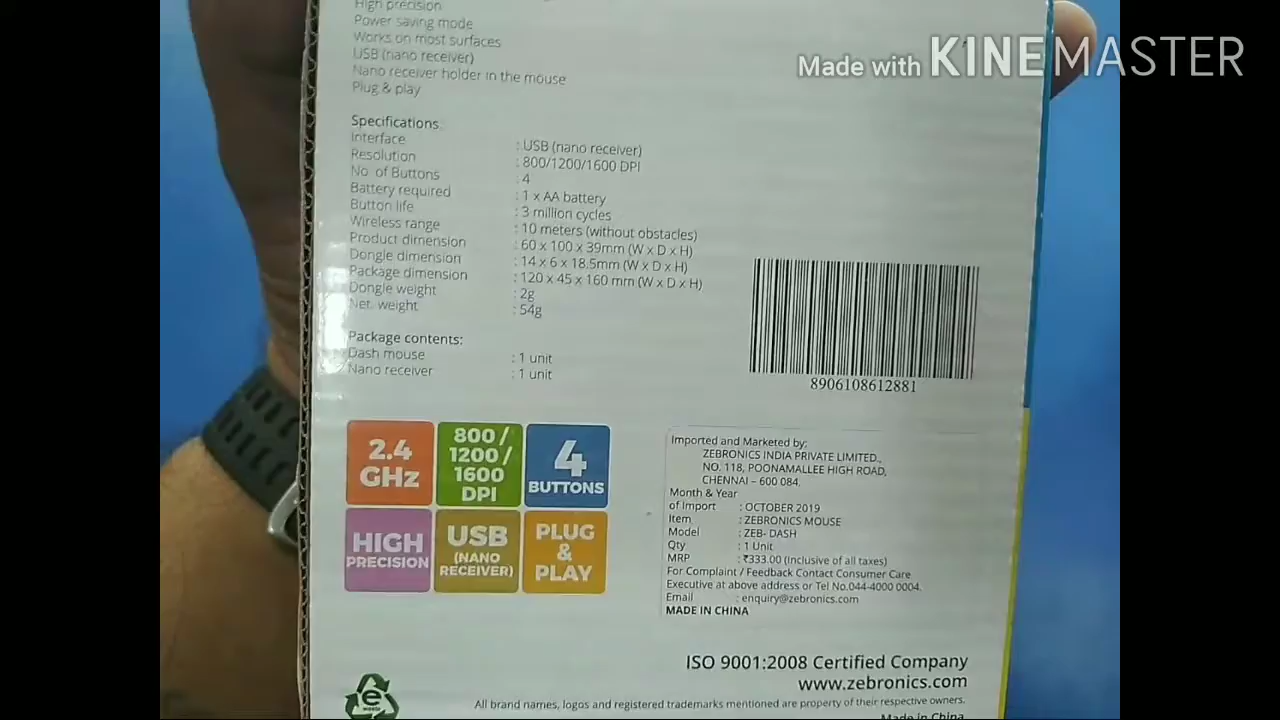 High precision
Power saving mode
Works on most surfaces
USB (nano receiver)
Nano receiver holder in the mouse
Plug & play
Made with KINEMASTER
Specifications:
Interface : USB (nano receiver)
Resolution : 800/1200/1600 DPI
No. of Buttons : 4
Battery required : 1 x AA battery
Button life : 3 million cycles
Wireless range : 10 meters (without obstacles)
Product dimension : 60 x 100 x 39mm (W x D x H)
Dongle dimension : 14 x 6 x 18.5mm (W x D x H)
Package dimension : 120 x 45 x 160 mm (W x D x H)
Dongle weight : 2g
Net. weight : 54g
Package contents:
Dash mouse : 1 unit
Nano receiver : 1 unit
8906108612881
2.4
GHz
800 /
1200 /
1600
DPI
4
BUTTONS
HIGH
PRECISION
USB
(NANO
RECEIVER)
PLUG
&
PLAY
Imported and Marketed by:
ZEBRONICS INDIA PRIVATE LIMITED.,
NO. 118, POONAMALLEE HIGH ROAD,
CHENNAI – 600 084.
Month & Year
of Import : OCTOBER 2019
Item : ZEBRONICS MOUSE
Model : ZEB- DASH
Qty : 1 Unit
MRP : ₹333.00 (Inclusive of all taxes)
For Complaint / Feedback Contact Consumer Care
Executive at above address or Tel No.044-4000 0004.
Email : enquiry@zebronics.com
MADE IN CHINA
ISO 9001:2008 Certified Company
www.zebronics.com
e
All brand names, logos and registered trademarks mentioned are property of their respective owners.
Made in China